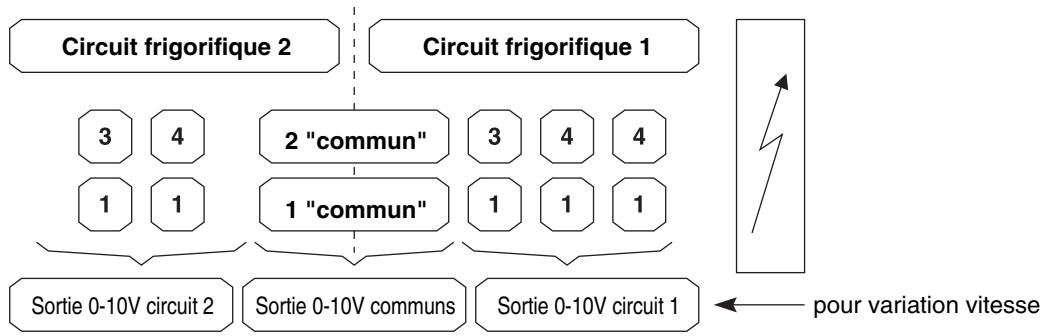 Circuit frigorifique 2 Circuit frigorifique 1
3 4 2 "commun" 3 4 4
1 1 1 "commun" 1 1 1
Sortie 0-10V circuit 2 Sortie 0-10V communs Sortie 0-10V circuit 1 pour variation vitesse